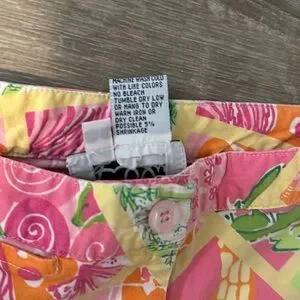 MACHINE WASH COLD
WITH LIKE COLORS
NO BLEACH
TUMBLE DRY LOW
OR HANG TO DRY
WARM IRON OR
DRY CLEAN
POSSIBLE 5%
SHRINKAGE